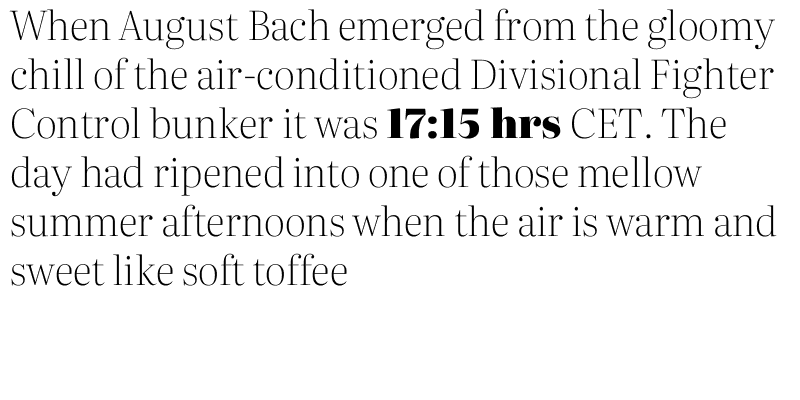 When August Bach emerged from the gloomy
chill of the air-conditioned Divisional Fighter
Control bunker it was 17:15 hrs CET. The
day had ripened into one of those mellow
summer afternoons when the air is warm and
sweet like soft toffee